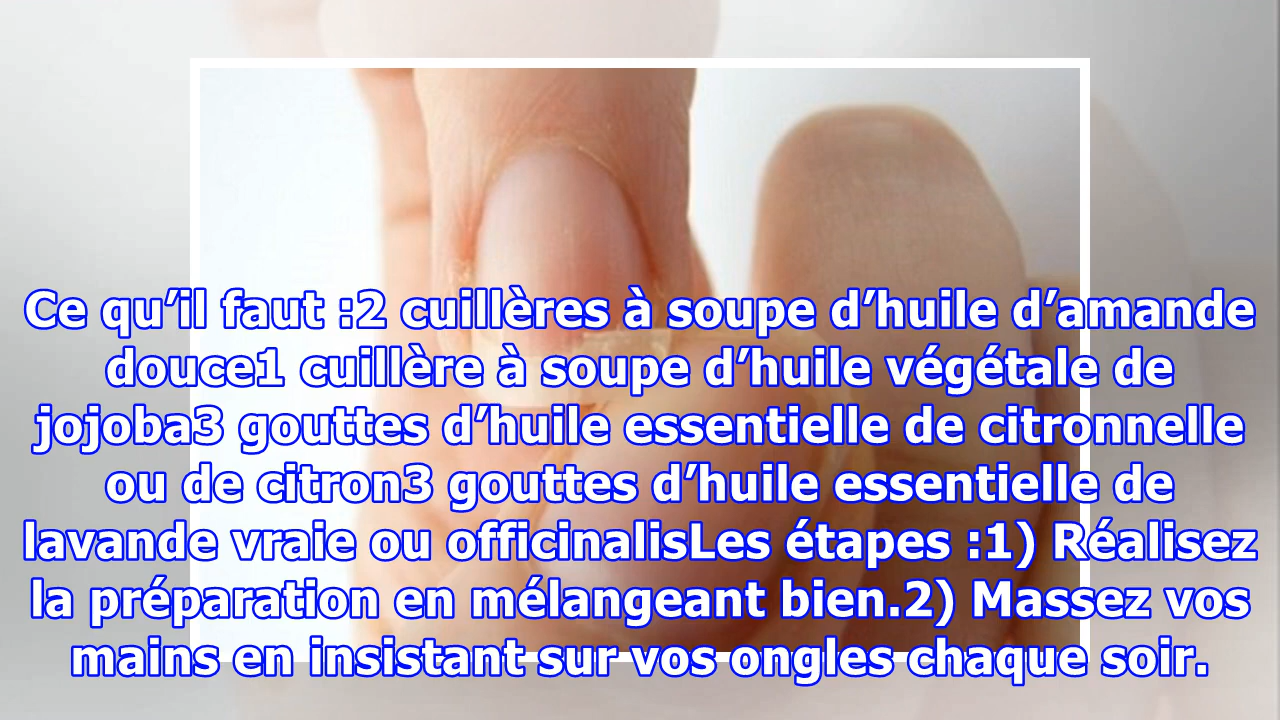 Ce qu’il faut :2 cuillères à soupe d’huile d’amande
douce1 cuillère à soupe d’huile végétale de
jojoba3 gouttes d’huile essentielle de citronnelle
ou de citron3 gouttes d’huile essentielle de
lavande vraie ou officinalisLes étapes :1) Réalisez
la préparation en mélangeant bien.2) Massez vos
mains en insistant sur vos ongles chaque soir.